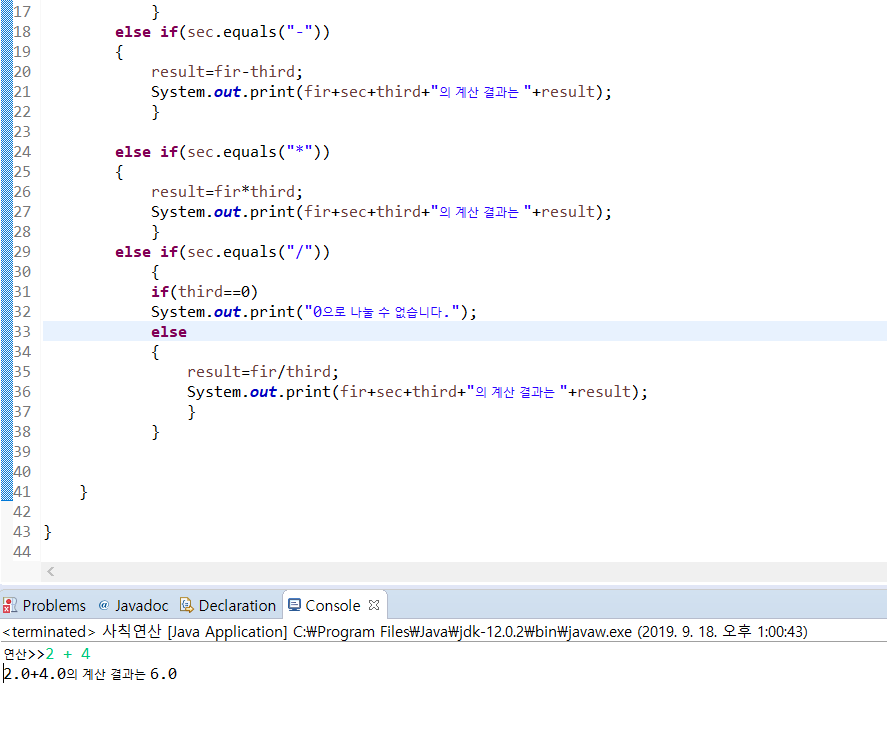 17 }
18 else if(sec.equals("-"))
19 {
20 result=fir-third;
21 System.out.print(fir+sec+third+"의 계산 결과는 "+result);
22 }
23
24 else if(sec.equals("*"))
25 {
26 result=fir*third;
27 System.out.print(fir+sec+third+"의 계산 결과는 "+result);
28 }
29 else if(sec.equals("/"))
30 {
31 if(third==0)
32 System.out.print("0으로 나눌 수 없습니다.");
33 else
34 {
35 result=fir/third;
36 System.out.print(fir+sec+third+"의 계산 결과는 "+result);
37 }
38 }
39
40
41 }
42
43 }
44
Problems @ Javadoc Declaration Console
<terminated> 사칙연산 [Java Application] C:₩Program Files₩Java₩jdk-12.0.2₩bin₩javaw.exe (2019. 9. 18. 오후 1:00:43)
연산>>2 + 4
2.0+4.0의 계산 결과는 6.0